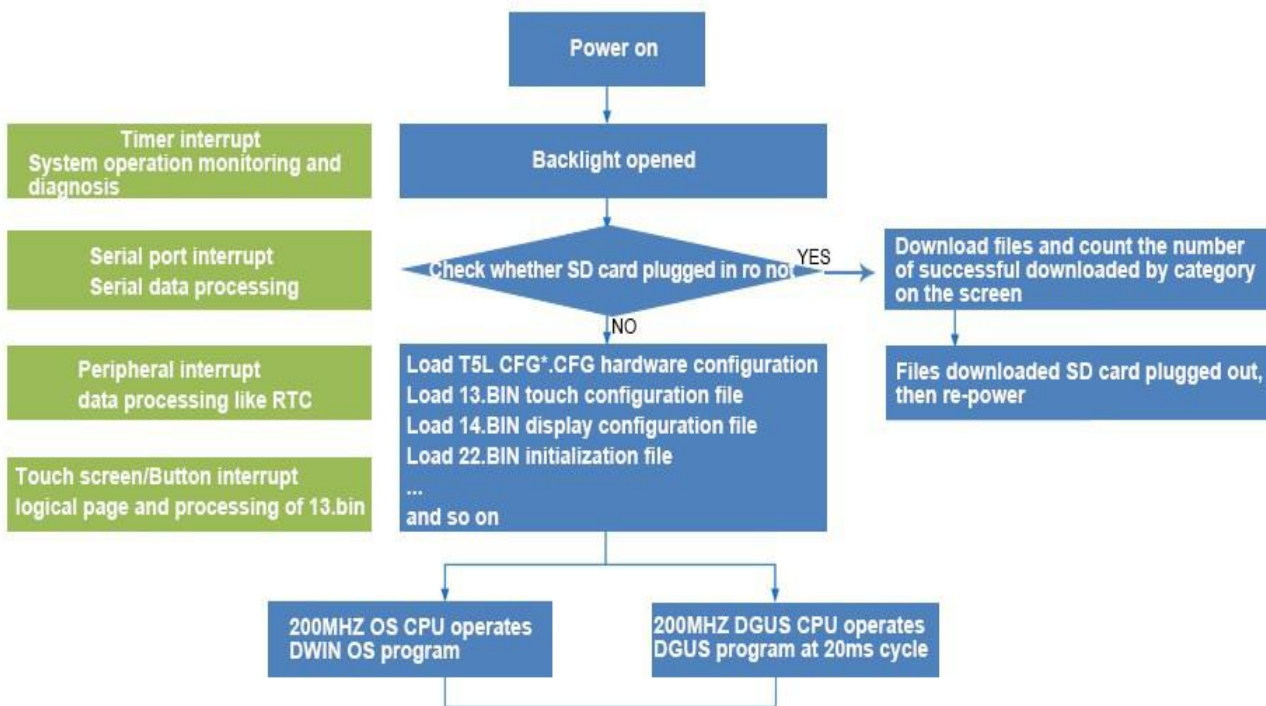 Power on
Timer interrupt
System operation monitoring and
diagnosis
Backlight opened
Serial port interrupt
Serial data processing
Check whether SD card plugged in ro not
YES
Download files and count the number
of successful downloaded by category
on the screen
NO
Peripheral interrupt
data processing like RTC
Load T5L CFG*.CFG hardware configuration
Load 13.BIN touch configuration file
Load 14.BIN display configuration file
Load 22.BIN initialization file
...
and so on
Files downloaded SD card plugged out,
then re-power
Touch screen/Button interrupt
logical page and processing of 13.bin
200MHZ OS CPU operates
DWIN OS program
200MHZ DGUS CPU operates
DGUS program at 20ms cycle